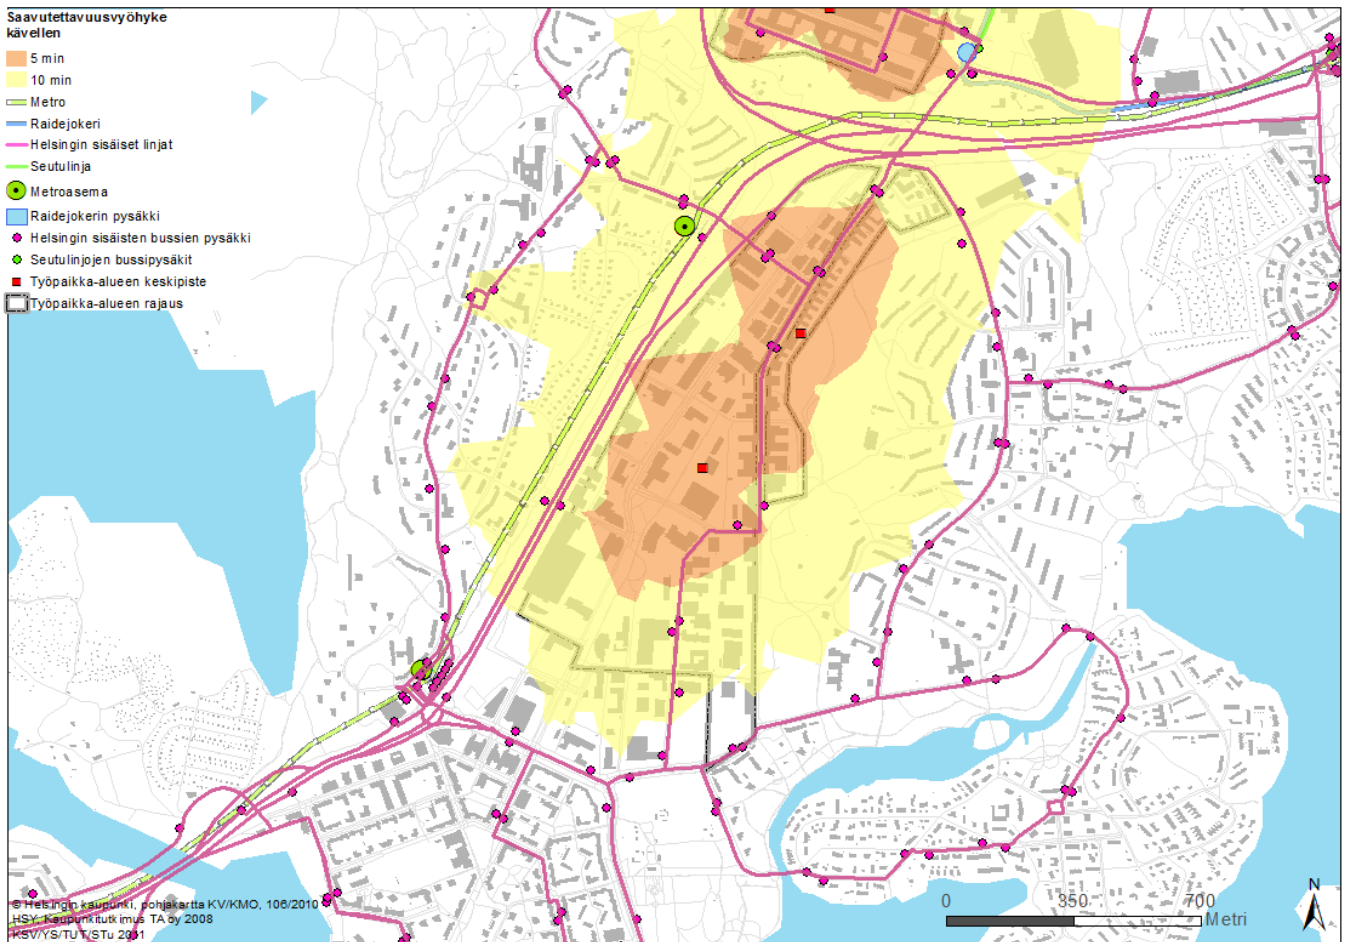 Saavutettavuusvyöhyke
kävellen
5 min
10 min
Metro
Raidejokeri
Helsingin sisäiset linjat
Seutulinja
Metroasema
Raidejokerin pysäkki
Helsingin sisäisten bussien pysäkki
Seutulinjojen bussipysäkit
Työpaikka-alueen keskipiste
Työpaikka-alueen rajaus
N
0 350 700
Metri
© Helsingin kaupunki, pohjakartta KV/KMO, 106/2010
HSY, Kaupunkitutkimus TA oy 2008
KSV/YS/TUT/STu 2011